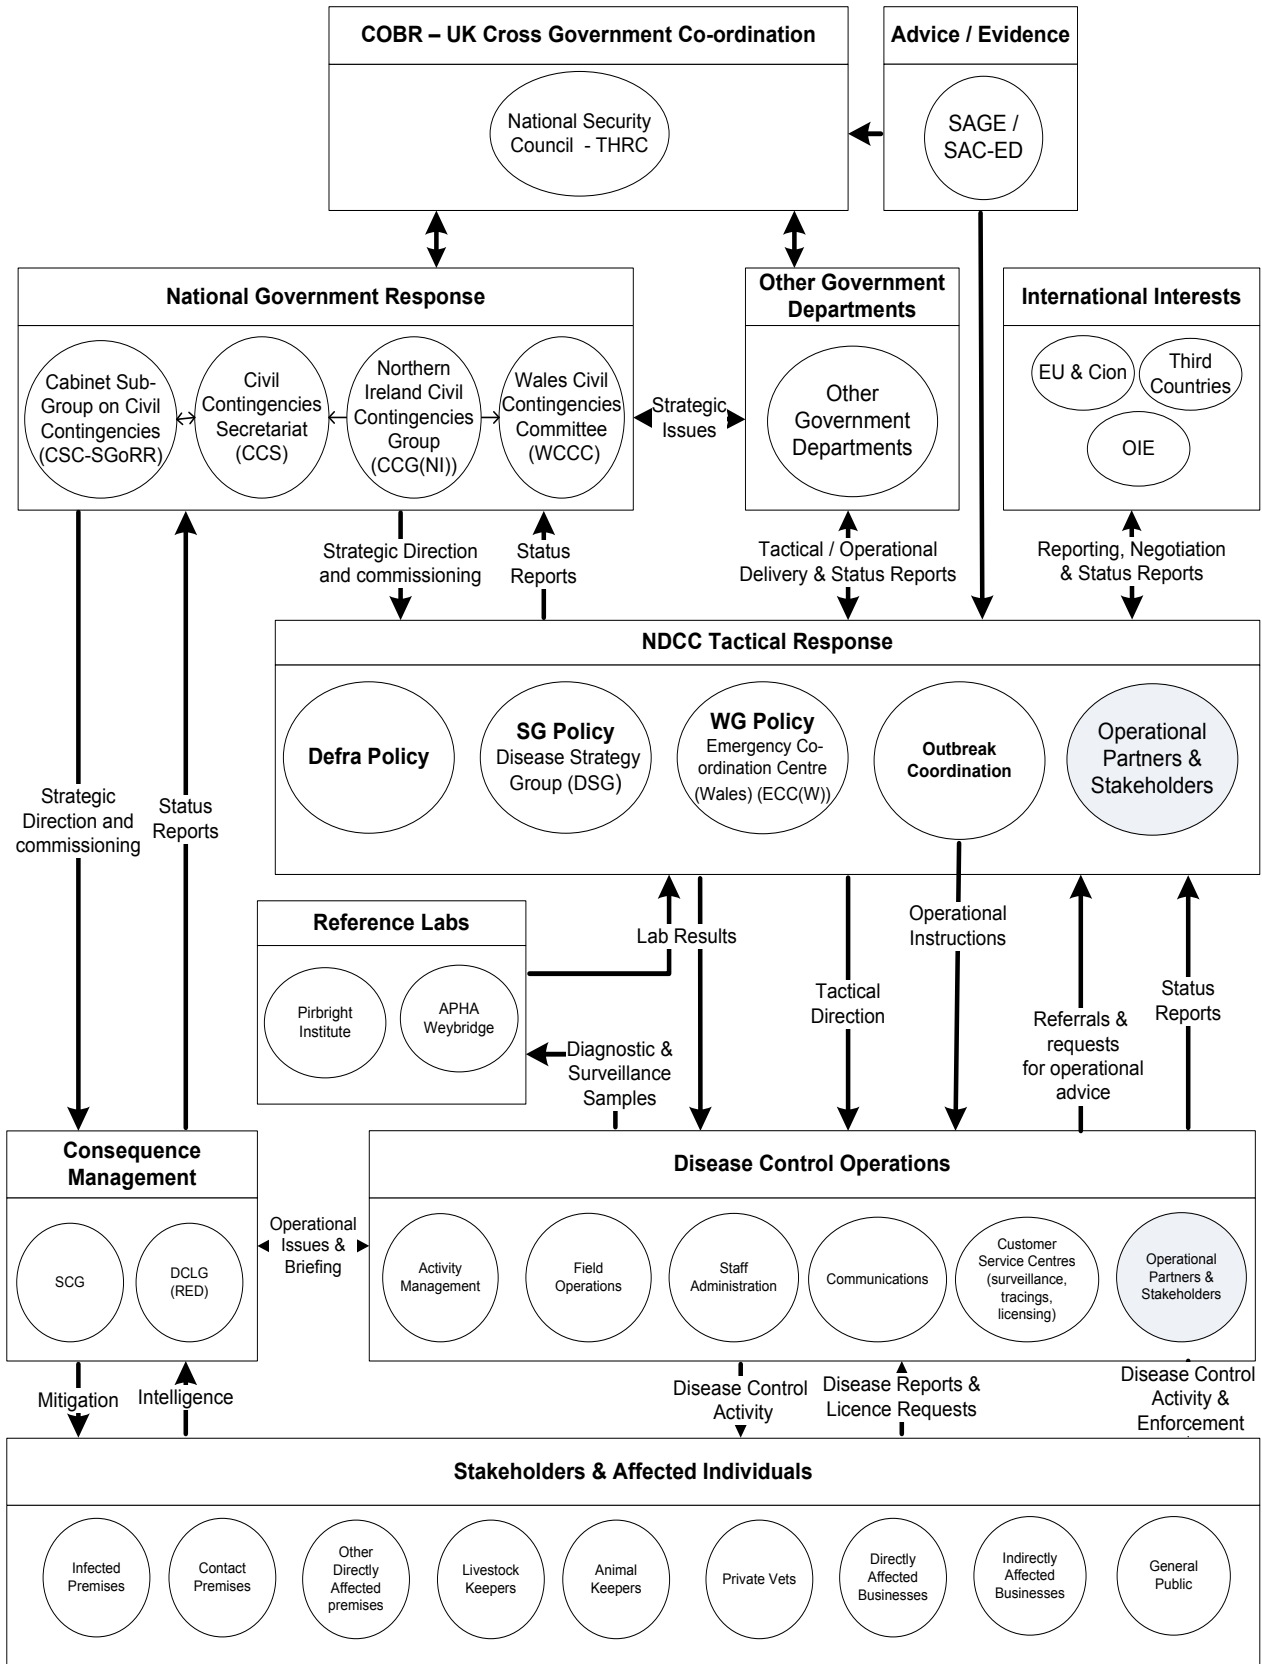 COBR – UK Cross Government Co-ordination
National Security
Council - THRC
Advice / Evidence
SAGE /
SAC-ED
National Government Response
Cabinet Sub-
Group on Civil
Contingencies
(CSC-SGoRR)
Civil
Contingencies
Secretariat
(CCS)
Northern
Ireland Civil
Contingencies
Group
(CCG(NI))
Wales Civil
Contingencies
Committee
(WCCC)
Strategic
Issues
Other Government
Departments
Other
Government
Departments
International Interests
EU & Cion
Third
Countries
OIE
Strategic Direction
and commissioning
Status
Reports
Tactical / Operational
Delivery & Status Reports
Reporting, Negotiation
& Status Reports
NDCC Tactical Response
Defra Policy
SG Policy
Disease Strategy
Group (DSG)
WG Policy
Emergency Co-
ordination Centre
(Wales) (ECC(W))
Outbreak
Coordination
Operational
Partners &
Stakeholders
Strategic
Direction and
commissioning
Status
Reports
Reference Labs
Pirbright
Institute
APHA
Weybridge
Lab Results
Diagnostic &
Surveillance
Samples
Tactical
Direction
Operational
Instructions
Referrals &
requests
for operational
advice
Status
Reports
Consequence
Management
SCG
DCLG
(RED)
Operational
Issues &
Briefing
Disease Control Operations
Activity
Management
Field
Operations
Staff
Administration
Communications
Customer
Service Centres
(surveillance,
tracings,
licensing)
Operational
Partners &
Stakeholders
Mitigation
Intelligence
Disease Control
Activity
Disease Reports &
Licence Requests
Disease Control
Activity &
Enforcement
Stakeholders & Affected Individuals
Infected
Premises
Contact
Premises
Other
Directly
Affected
premises
Livestock
Keepers
Animal
Keepers
Private Vets
Directly
Affected
Businesses
Indirectly
Affected
Businesses
General
Public